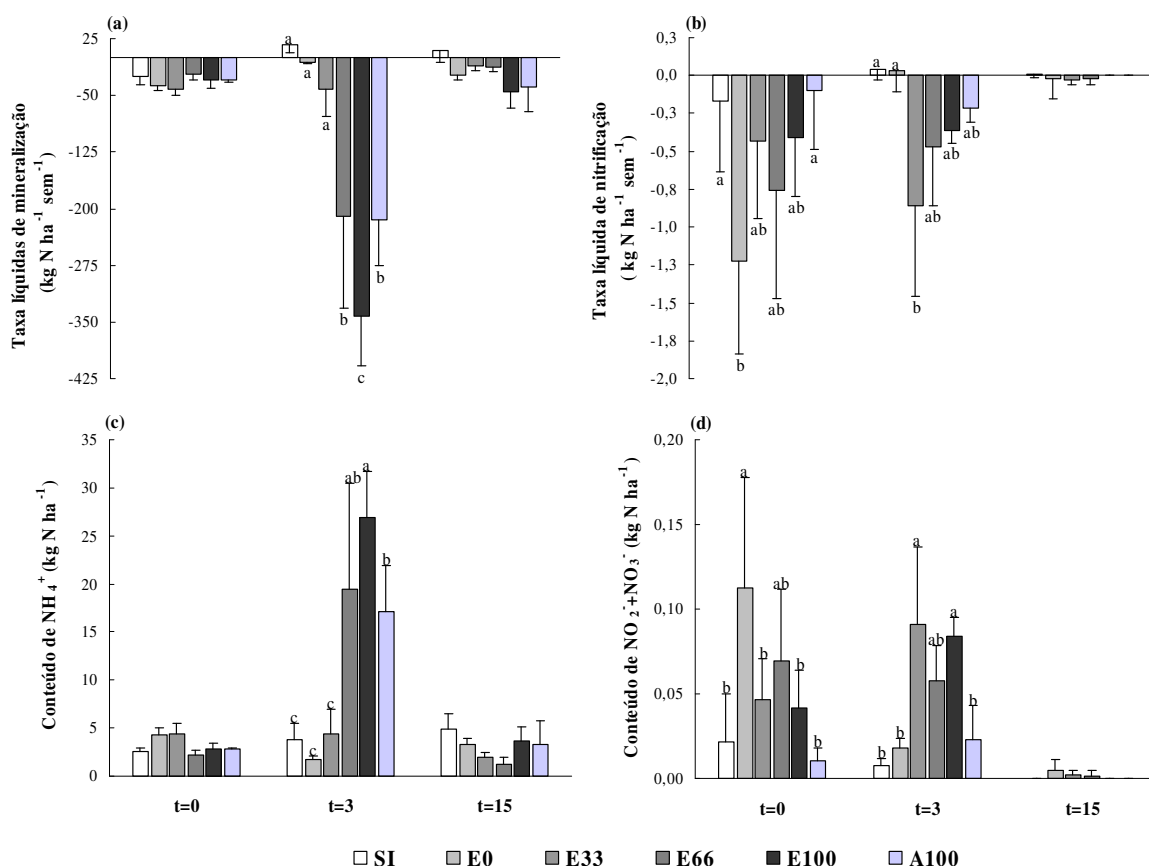 (a)
Taxa líquidas de mineralização
(kg N ha⁻¹ sem⁻¹)
25
-50
-125
-200
-275
-350
-425
a
a
a
b
c
b
(b)
Taxa líquida de nitrificação
( kg N ha⁻¹ sem⁻¹)
0,3
0,0
-0,3
-0,5
-0,8
-1,0
-1,3
-1,5
-1,8
-2,0
a
b
ab
ab
ab
a
a
a
b
ab
ab
ab
(c)
Conteúdo de NH₄⁺ (kg N ha⁻¹)
35
30
25
20
15
10
5
0
c
c
c
ab
a
b
t=0
t=3
t=15
(d)
Conteúdo de NO₂⁻+NO₃⁻ (kg N ha⁻¹)
0,20
0,15
0,10
0,05
0,00
b
a
b
ab
b
b
b
b
a
ab
a
b
t=0
t=3
t=15
SI E0 E33 E66 E100 A100